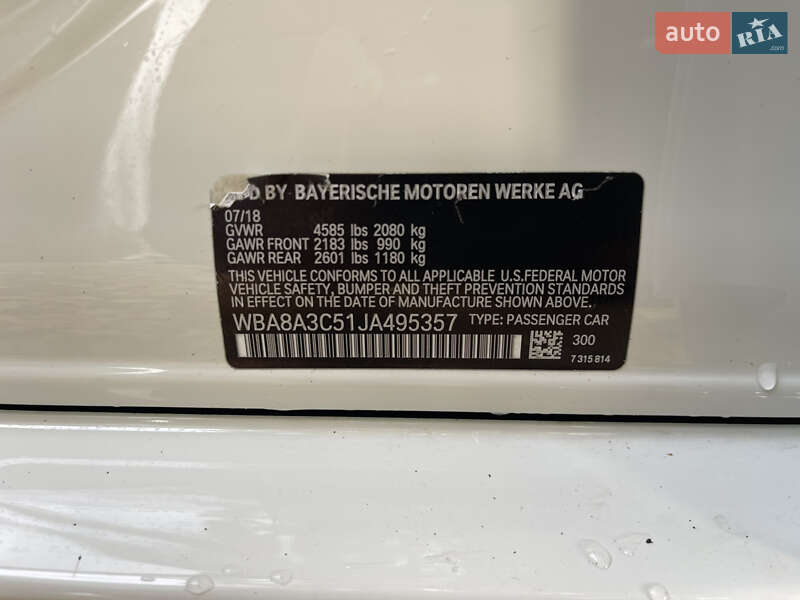 auto RIA .com
BY BAYERISCHE MOTOREN WERKE AG
07/18
GVWR 4585 lbs 2080 kg
GAWR FRONT 2183 lbs 990 kg
GAWR REAR 2601 lbs 1180 kg
THIS VEHICLE CONFORMS TO ALL APPLICABLE U.S.FEDERAL MOTOR
VEHICLE SAFETY, BUMPER AND THEFT PREVENTION STANDARDS
IN EFFECT ON THE DATE OF MANUFACTURE SHOWN ABOVE.
WBA8A3C51JA495357 TYPE: PASSENGER CAR
300
7 315 814